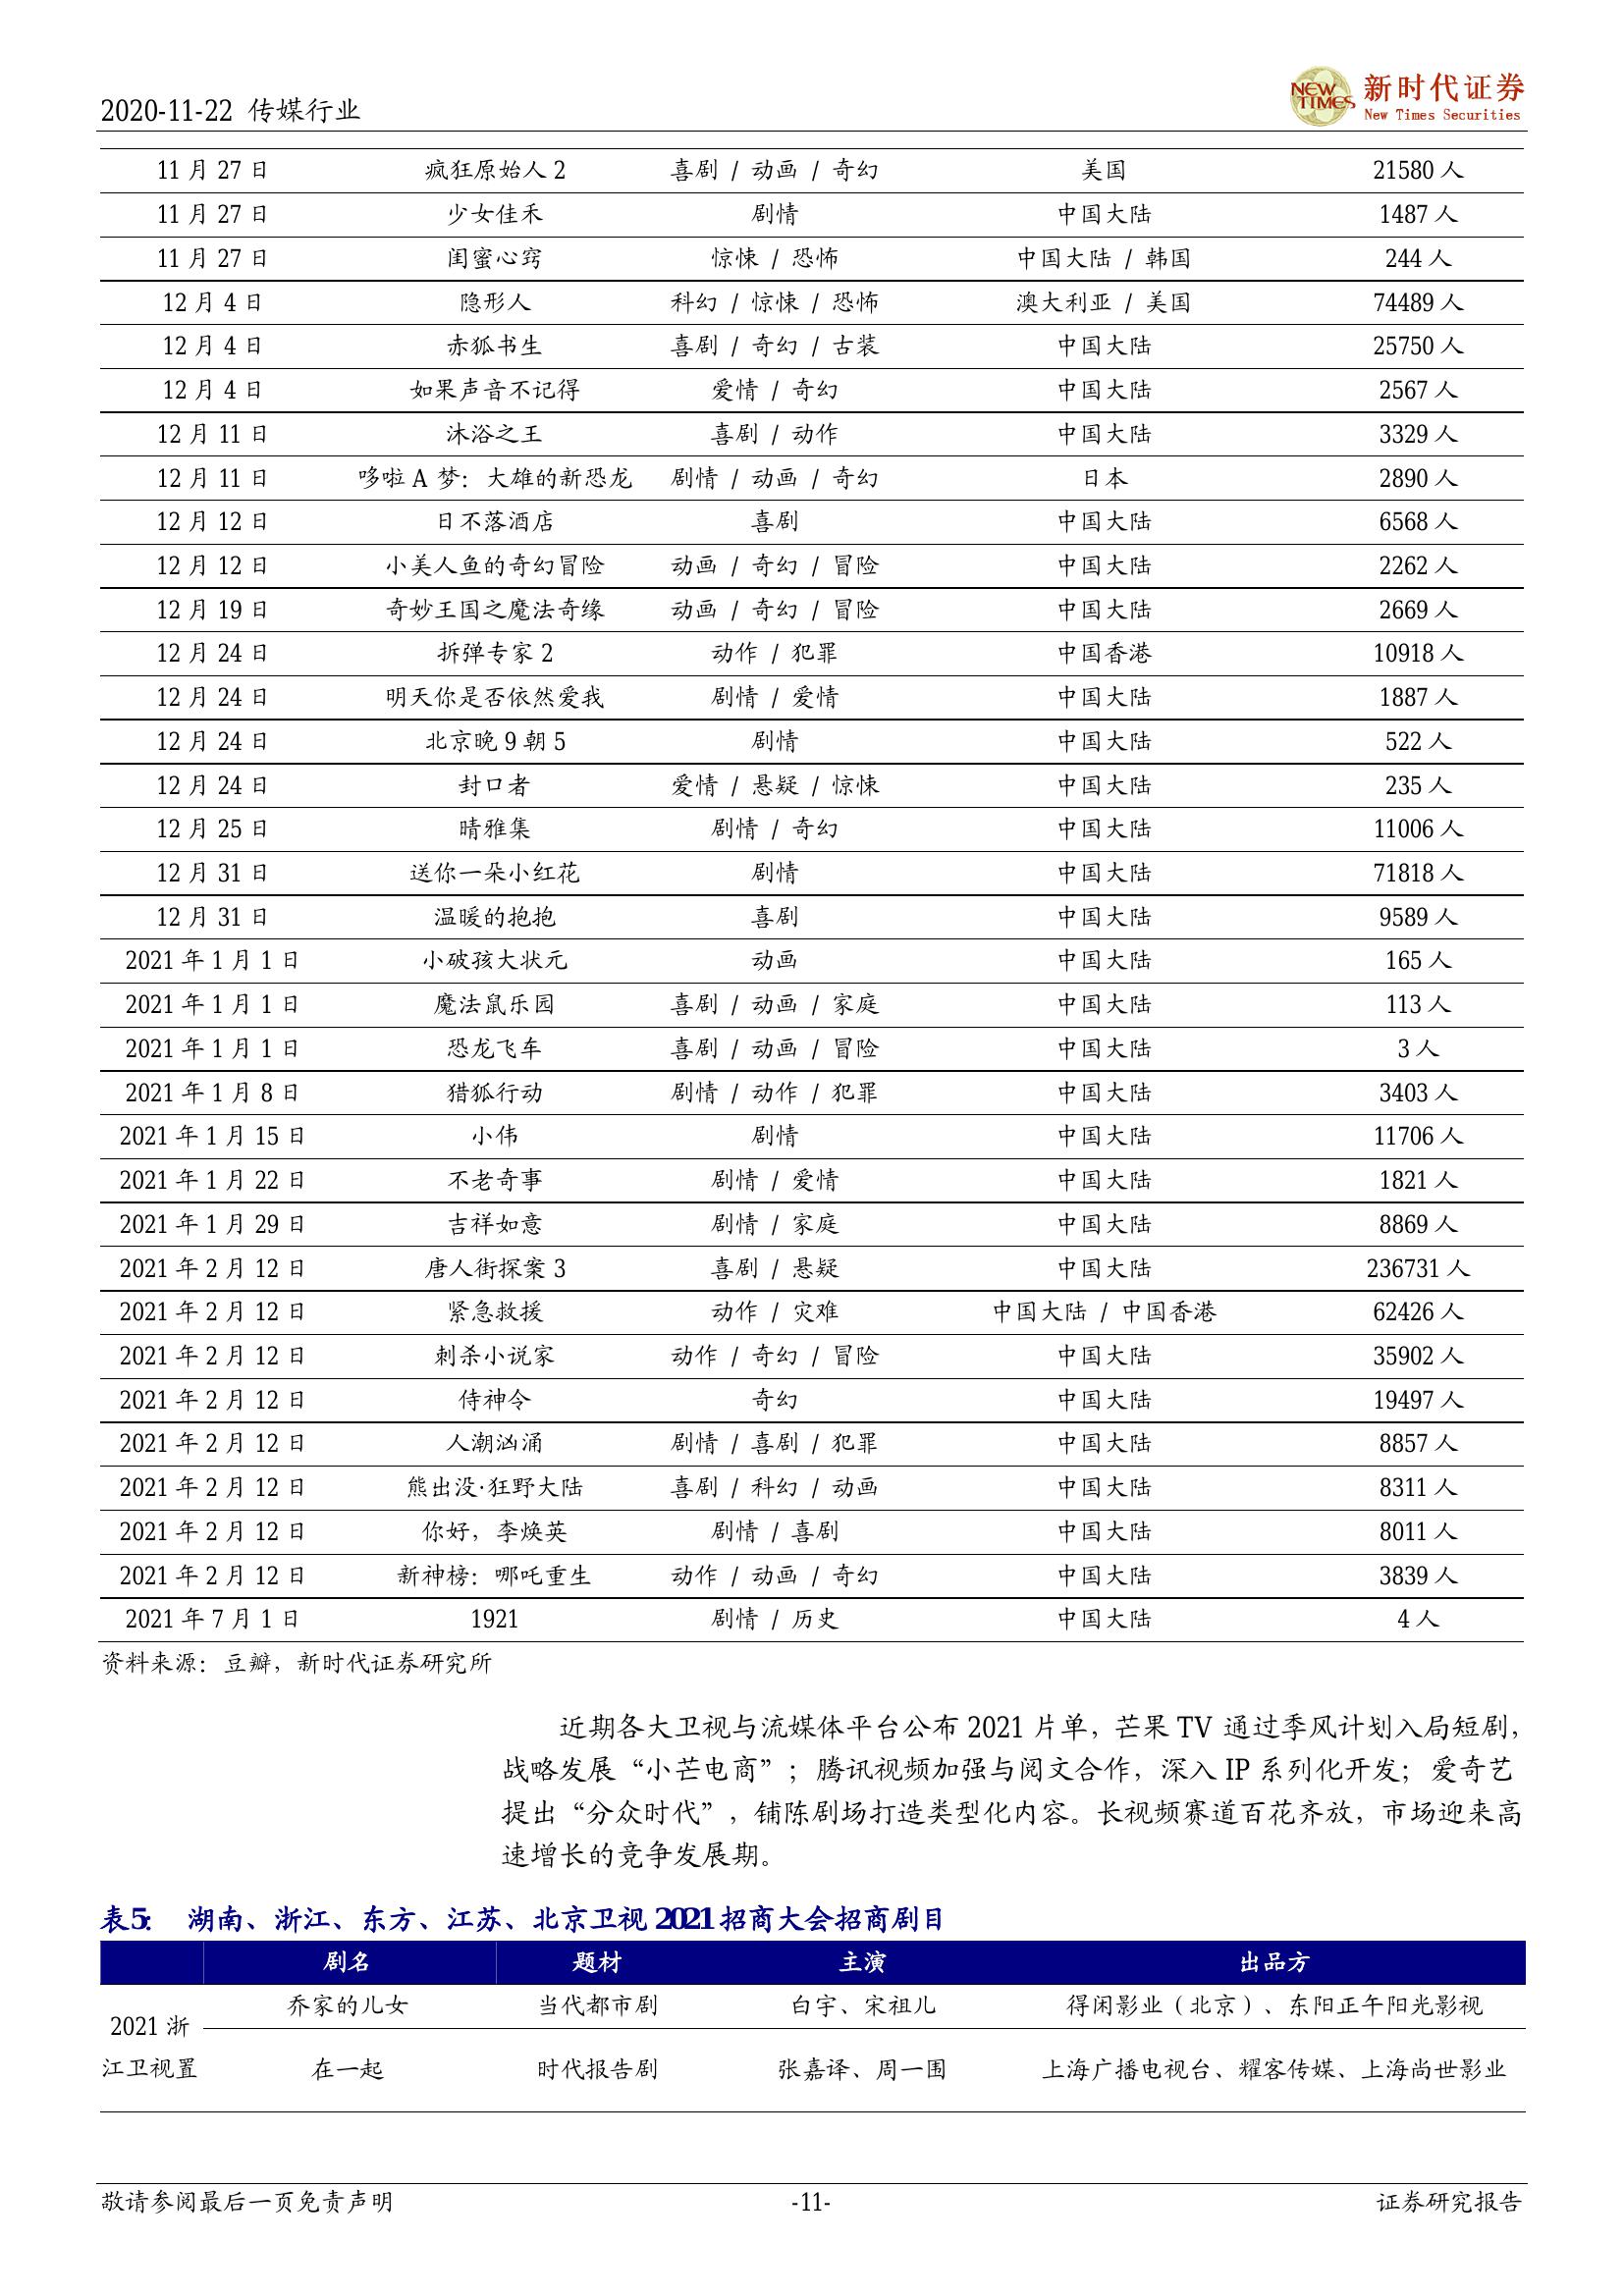 2020-11-22 传媒行业
NEW TIMES
新时代证券
New Times Securities
11 月 27 日 疯狂原始人 2 喜剧 / 动画 / 奇幻 美国 21580 人
11 月 27 日 少女佳禾 剧情 中国大陆 1487 人
11 月 27 日 闺蜜心窍 惊悚 / 恐怖 中国大陆 / 韩国 244 人
12 月 4 日 隐形人 科幻 / 惊悚 / 恐怖 澳大利亚 / 美国 74489 人
12 月 4 日 赤狐书生 喜剧 / 奇幻 / 古装 中国大陆 25750 人
12 月 4 日 如果声音不记得 爱情 / 奇幻 中国大陆 2567 人
12 月 11 日 沐浴之王 喜剧 / 动作 中国大陆 3329 人
12 月 11 日 哆啦 A 梦：大雄的新恐龙 剧情 / 动画 / 奇幻 日本 2890 人
12 月 12 日 日不落酒店 喜剧 中国大陆 6568 人
12 月 12 日 小美人鱼的奇幻冒险 动画 / 奇幻 / 冒险 中国大陆 2262 人
12 月 19 日 奇妙王国之魔法奇缘 动画 / 奇幻 / 冒险 中国大陆 2669 人
12 月 24 日 拆弹专家 2 动作 / 犯罪 中国香港 10918 人
12 月 24 日 明天你是否依然爱我 剧情 / 爱情 中国大陆 1887 人
12 月 24 日 北京晚 9 朝 5 剧情 中国大陆 522 人
12 月 24 日 封口者 爱情 / 悬疑 / 惊悚 中国大陆 235 人
12 月 25 日 晴雅集 剧情 / 奇幻 中国大陆 11006 人
12 月 31 日 送你一朵小红花 剧情 中国大陆 71818 人
12 月 31 日 温暖的抱抱 喜剧 中国大陆 9589 人
2021 年 1 月 1 日 小破孩大状元 动画 中国大陆 165 人
2021 年 1 月 1 日 魔法鼠乐园 喜剧 / 动画 / 家庭 中国大陆 113 人
2021 年 1 月 1 日 恐龙飞车 喜剧 / 动画 / 冒险 中国大陆 3 人
2021 年 1 月 8 日 猎狐行动 剧情 / 动作 / 犯罪 中国大陆 3403 人
2021 年 1 月 15 日 小伟 剧情 中国大陆 11706 人
2021 年 1 月 22 日 不老奇事 剧情 / 爱情 中国大陆 1821 人
2021 年 1 月 29 日 吉祥如意 剧情 / 家庭 中国大陆 8869 人
2021 年 2 月 12 日 唐人街探案 3 喜剧 / 悬疑 中国大陆 236731 人
2021 年 2 月 12 日 紧急救援 动作 / 灾难 中国大陆 / 中国香港 62426 人
2021 年 2 月 12 日 刺杀小说家 动作 / 奇幻 / 冒险 中国大陆 35902 人
2021 年 2 月 12 日 侍神令 奇幻 中国大陆 19497 人
2021 年 2 月 12 日 人潮汹涌 剧情 / 喜剧 / 犯罪 中国大陆 8857 人
2021 年 2 月 12 日 熊出没·狂野大陆 喜剧 / 科幻 / 动画 中国大陆 8311 人
2021 年 2 月 12 日 你好，李焕英 剧情 / 喜剧 中国大陆 8011 人
2021 年 2 月 12 日 新神榜：哪吒重生 动作 / 动画 / 奇幻 中国大陆 3839 人
2021 年 7 月 1 日 1921 剧情 / 历史 中国大陆 4 人
资料来源：豆瓣，新时代证券研究所
近期各大卫视与流媒体平台公布 2021 片单，芒果 TV 通过季风计划入局短剧，
战略发展“小芒电商”；腾讯视频加强与阅文合作，深入 IP 系列化开发；爱奇艺
提出“分众时代”，铺陈剧场打造类型化内容。长视频赛道百花齐放，市场迎来高
速增长的竞争发展期。
表5: 湖南、浙江、东方、江苏、北京卫视 2021 招商大会招商剧目
剧名 题材 主演 出品方
乔家的儿女 当代都市剧 白宇、宋祖儿 得闲影业（北京）、东阳正午阳光影视
2021 浙
江卫视置 在一起 时代报告剧 张嘉译、周一围 上海广播电视台、耀客传媒、上海尚世影业
敬请参阅最后一页免责声明 -11- 证券研究报告